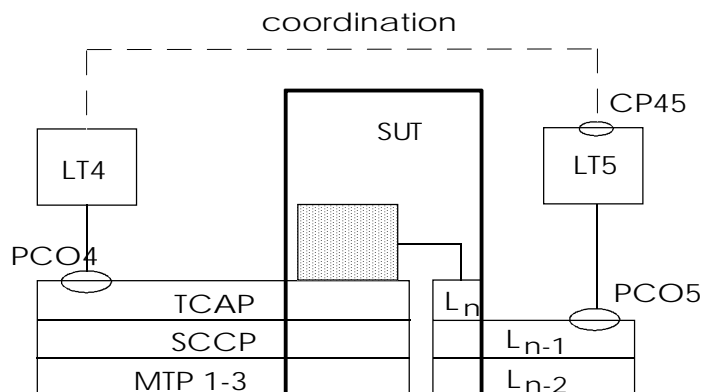 coordination
CP45
SUT
LT4
LT5
PCO4
PCO5
TCAP
Ln
SCCP
Ln-1
MTP 1-3
Ln-2